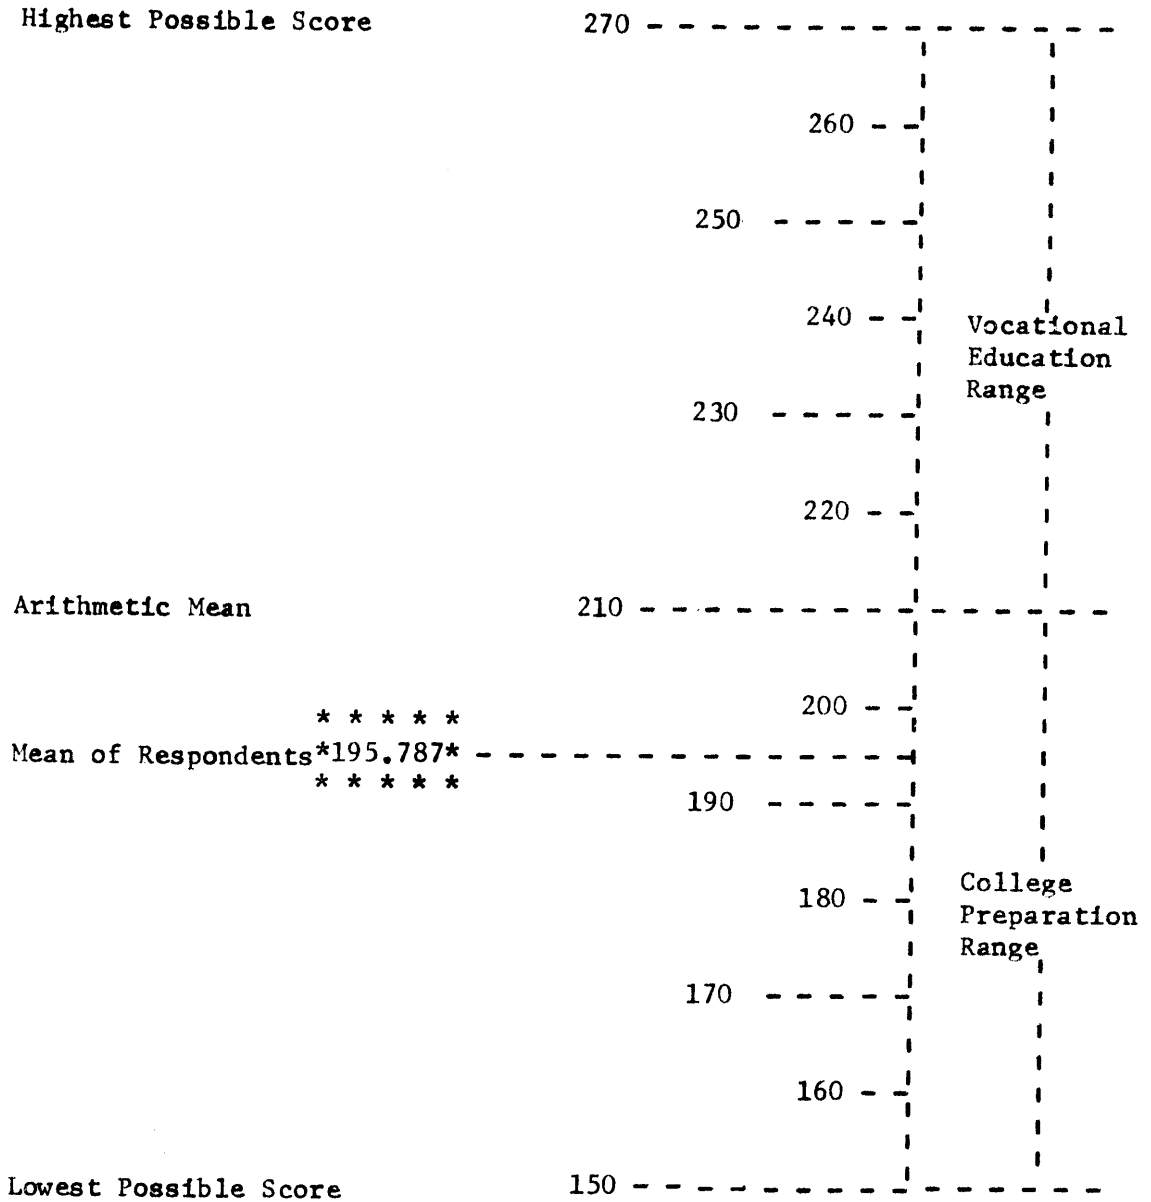 Highest Possible Score 270
260
250
240
Vocational
Education
Range
230
220
Arithmetic Mean 210
200
* * * * *
Mean of Respondents *195.787*
* * * * *
190
College
180
Preparation
Range
170
160
Lowest Possible Score 150